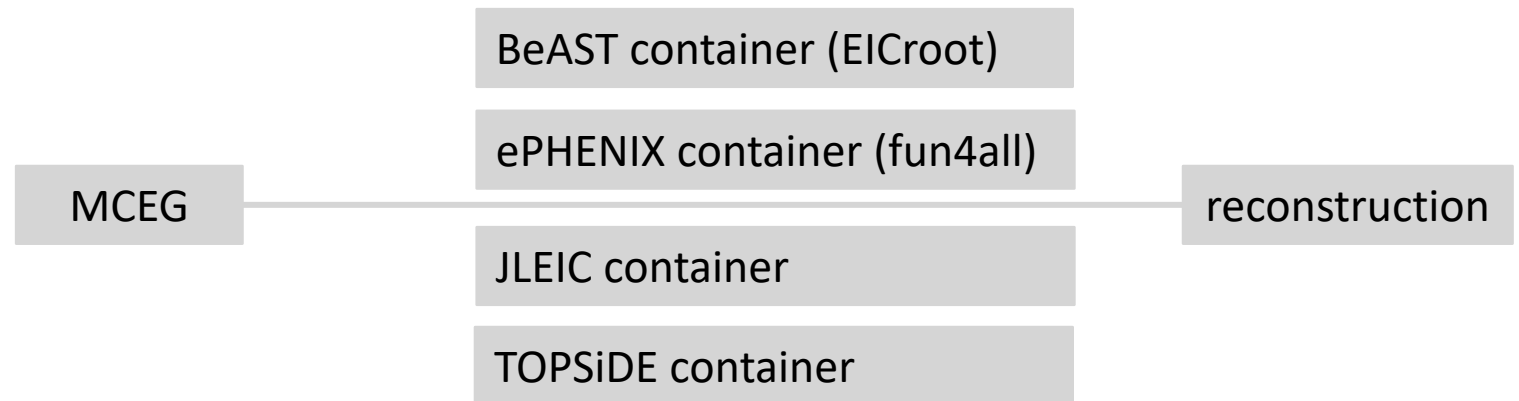 BeAST container (EICroot)
ePHENIX container (fun4all)
MCEG
reconstruction
JLEIC container
TOPSiDE container